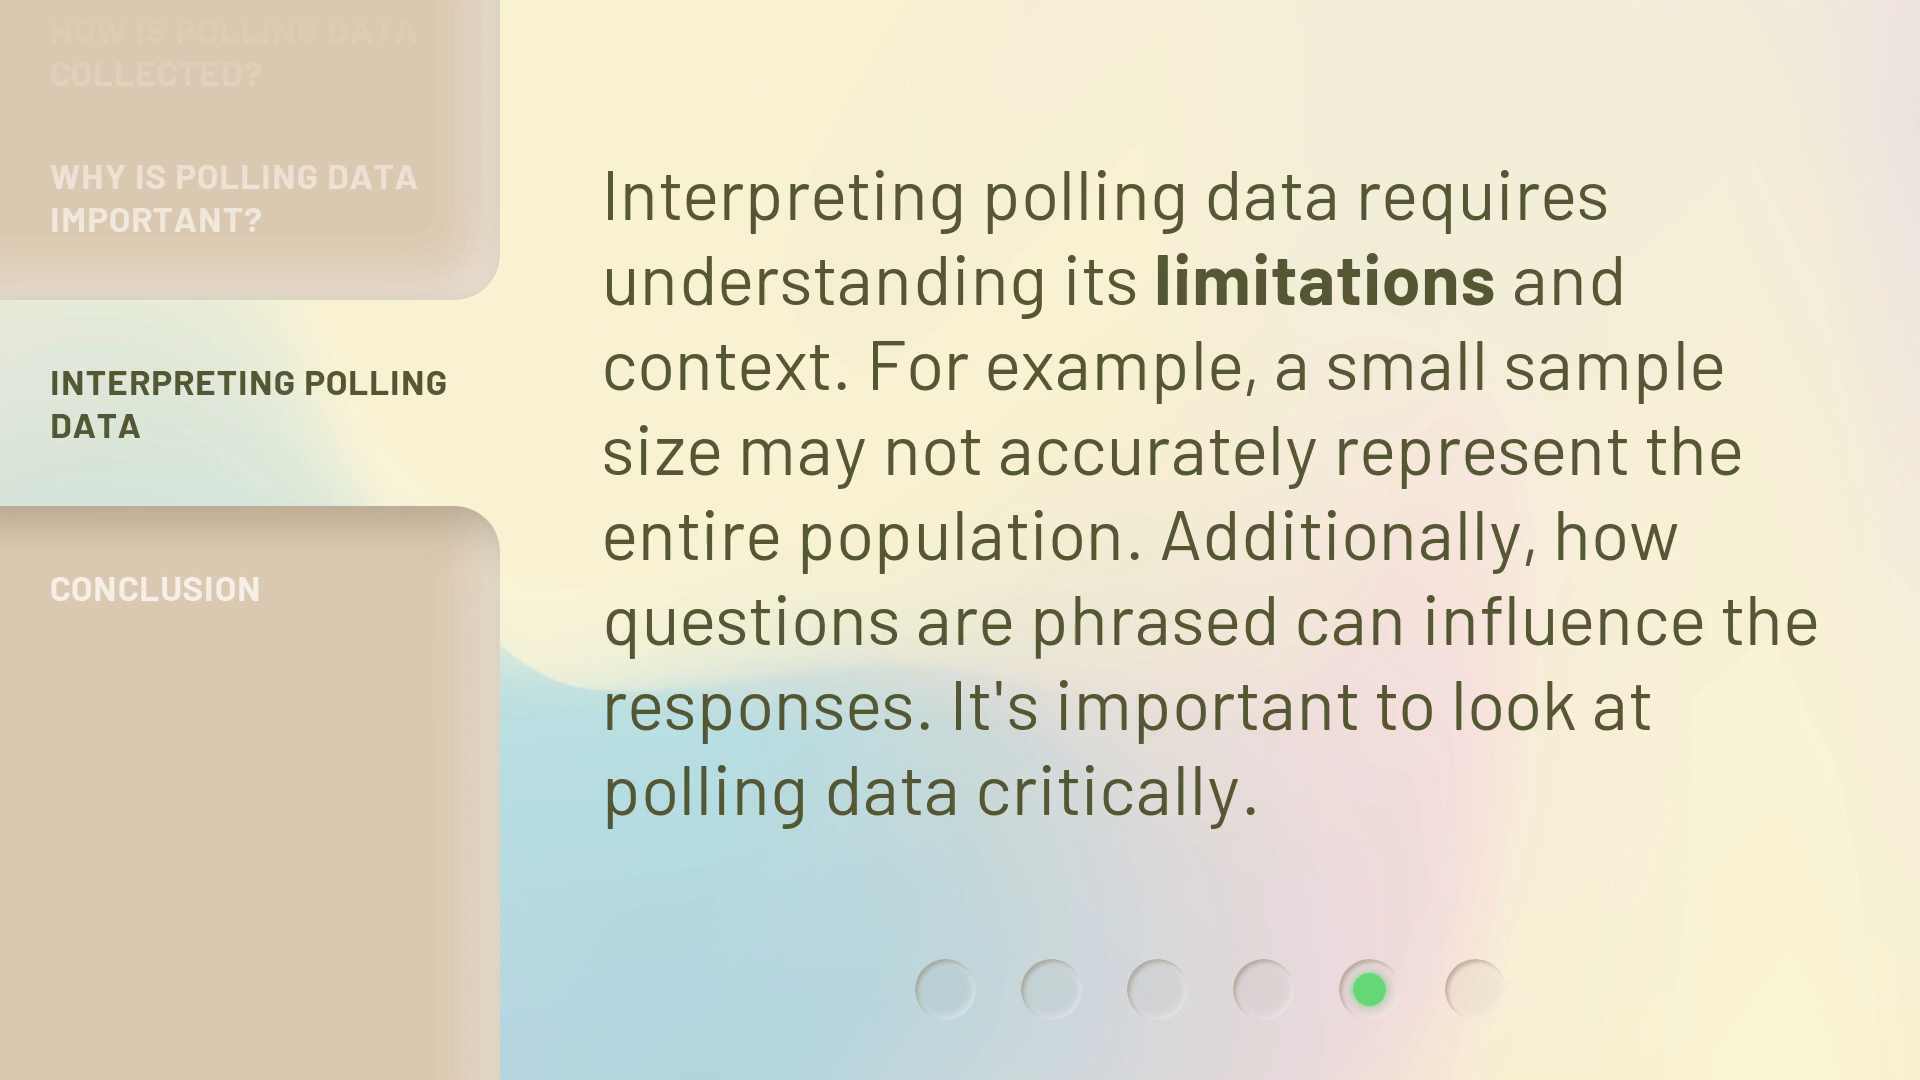 HOW IS POLLING DATA
COLLECTED?
WHY IS POLLING DATA
IMPORTANT?
INTERPRETING POLLING
DATA
CONCLUSION
Interpreting polling data requires
understanding its limitations and
context. For example, a small sample
size may not accurately represent the
entire population. Additionally, how
questions are phrased can influence the
responses. It's important to look at
polling data critically.